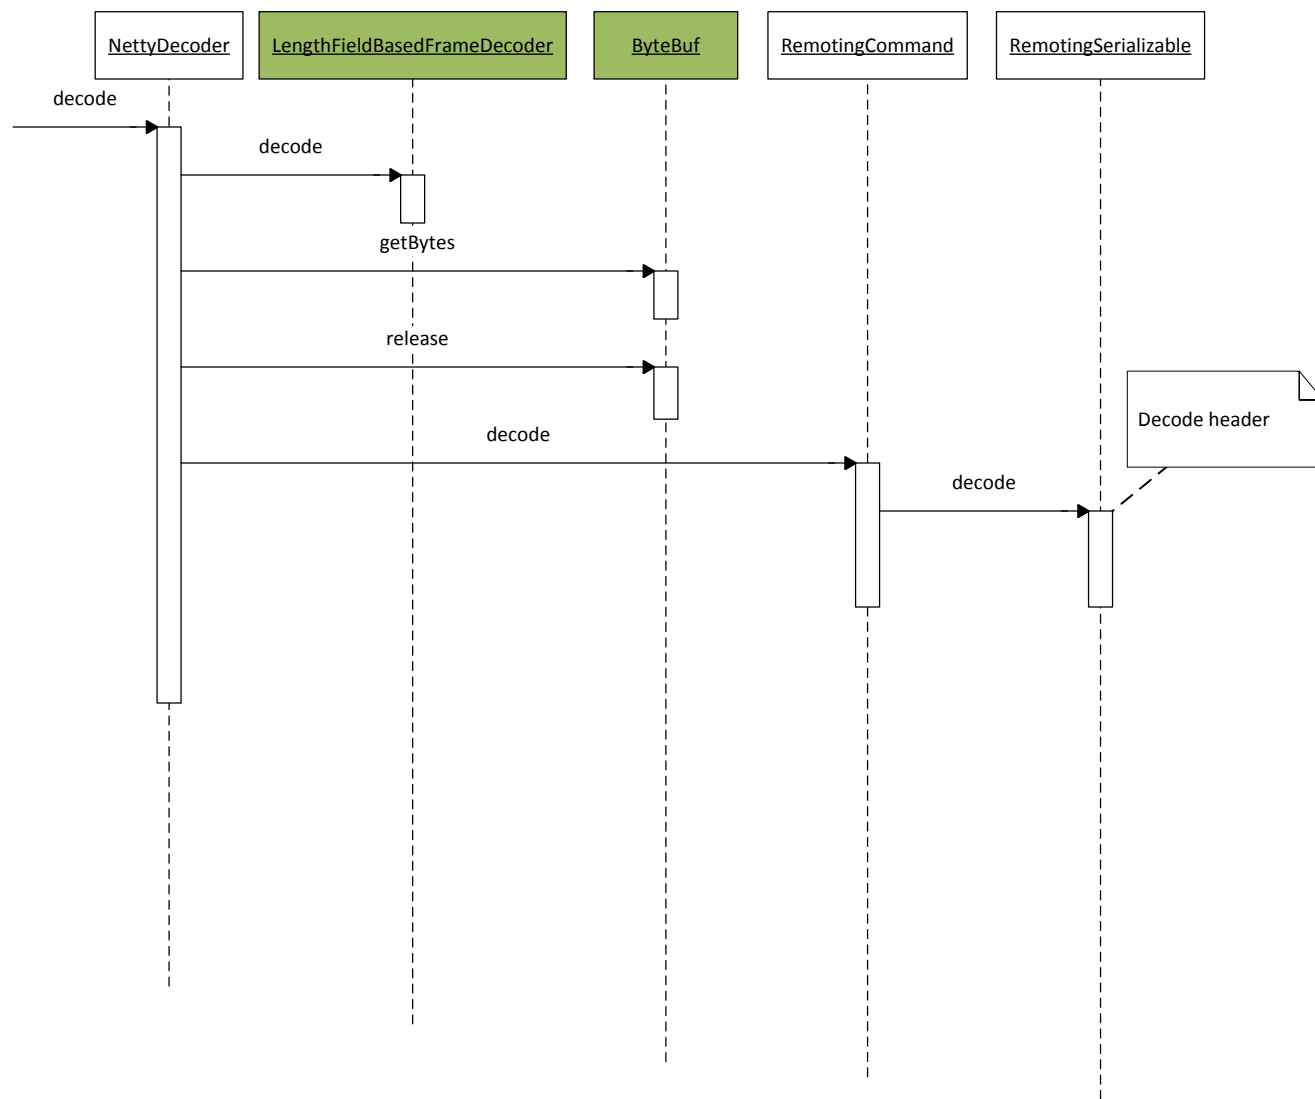 NettyDecoder
LengthFieldBasedFrameDecoder
ByteBuf
RemotingCommand
RemotingSerializable
decode
decode
getBytes
release
decode
Decode header
decode